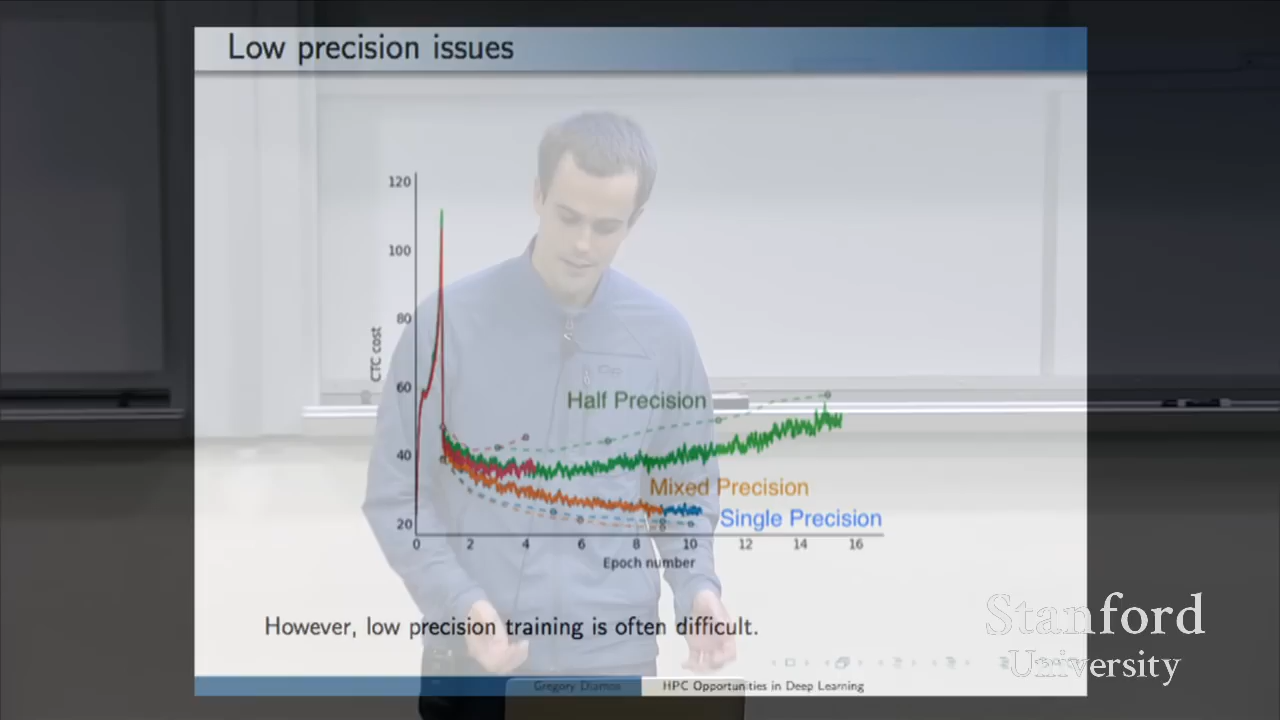 Low precision issues
120
100
80
60
40
20
CTC cost
Half Precision
Mixed Precision
Single Precision
0 2 4 6 8 10 12 14 16
Epoch number
However, low precision training is often difficult.
Stanford
University
Gregory Diamos HPC Opportunities in Deep Learning